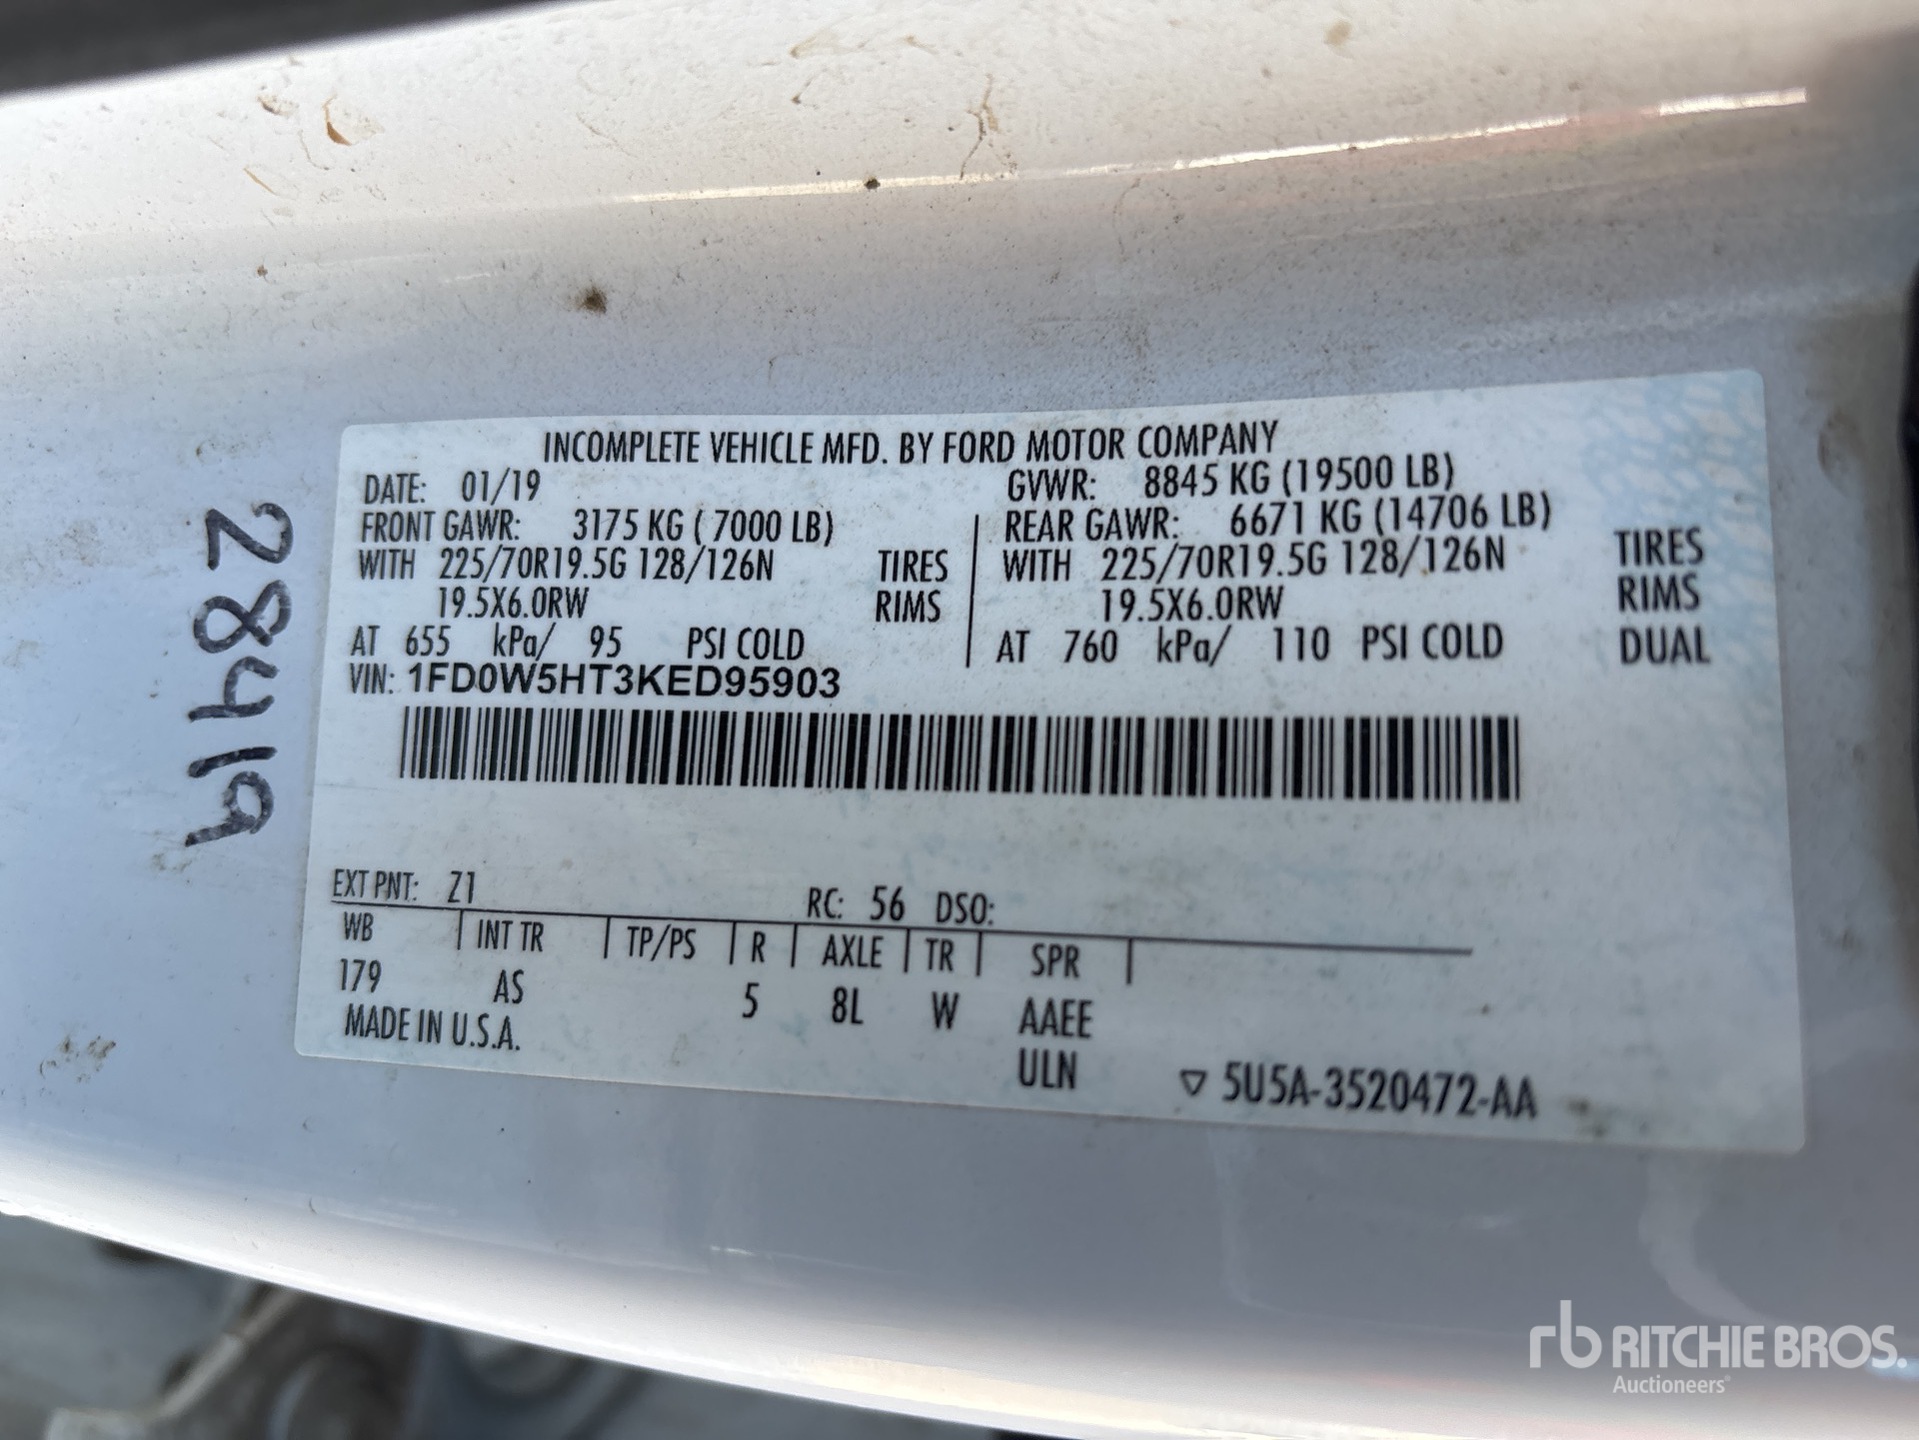 INCOMPLETE VEHICLE MFD. BY FORD MOTOR COMPANY
DATE: 01/19 GVWR: 8845 KG (19500 LB)
FRONT GAWR: 3175 KG ( 7000 LB) REAR GAWR: 6671 KG (14706 LB)
WITH 225/70R19.5G 128/126N TIRES WITH 225/70R19.5G 128/126N TIRES
19.5X6.0RW RIMS 19.5X6.0RW RIMS
AT 655 kPa/ 95 PSI COLD AT 760 kPa/ 110 PSI COLD DUAL
VIN: 1FD0W5HT3KED95903
EXT PNT: Z1 RC: 56 DSO:
WB INT TR TP/PS R AXLE TR SPR
179 AS 5 8L W AAEE
MADE IN U.S.A. ULN
▽ 5U5A-3520472-AA
28419
rb RITCHIE BROS.
Auctioneers®